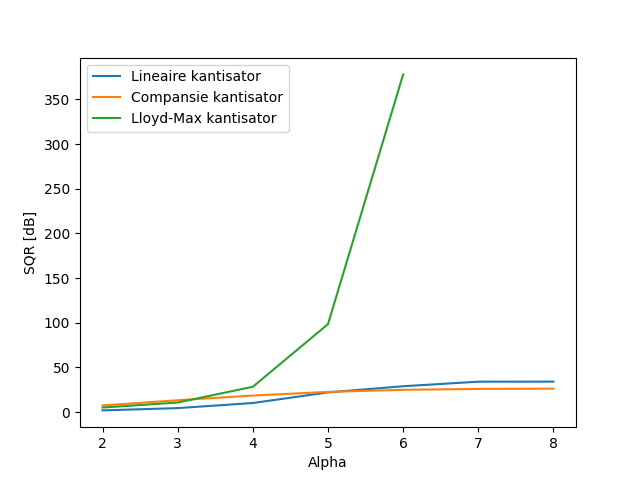 Lineaire kantisator
Compansie kantisator
Lloyd-Max kantisator
350
300
250
200
150
100
50
0
SQR [dB]
2 3 4 5 6 7 8
Alpha